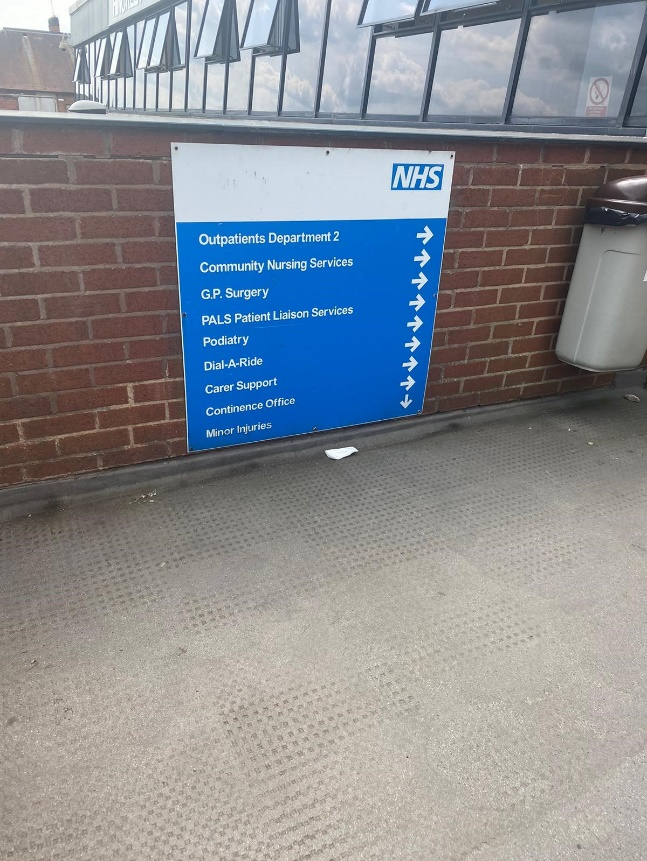 NHS
Outpatients Department 2
Community Nursing Services
G.P. Surgery
PALS Patient Liaison Services
Podiatry
Dial-A-Ride
Carer Support
Continence Office
Minor Injuries